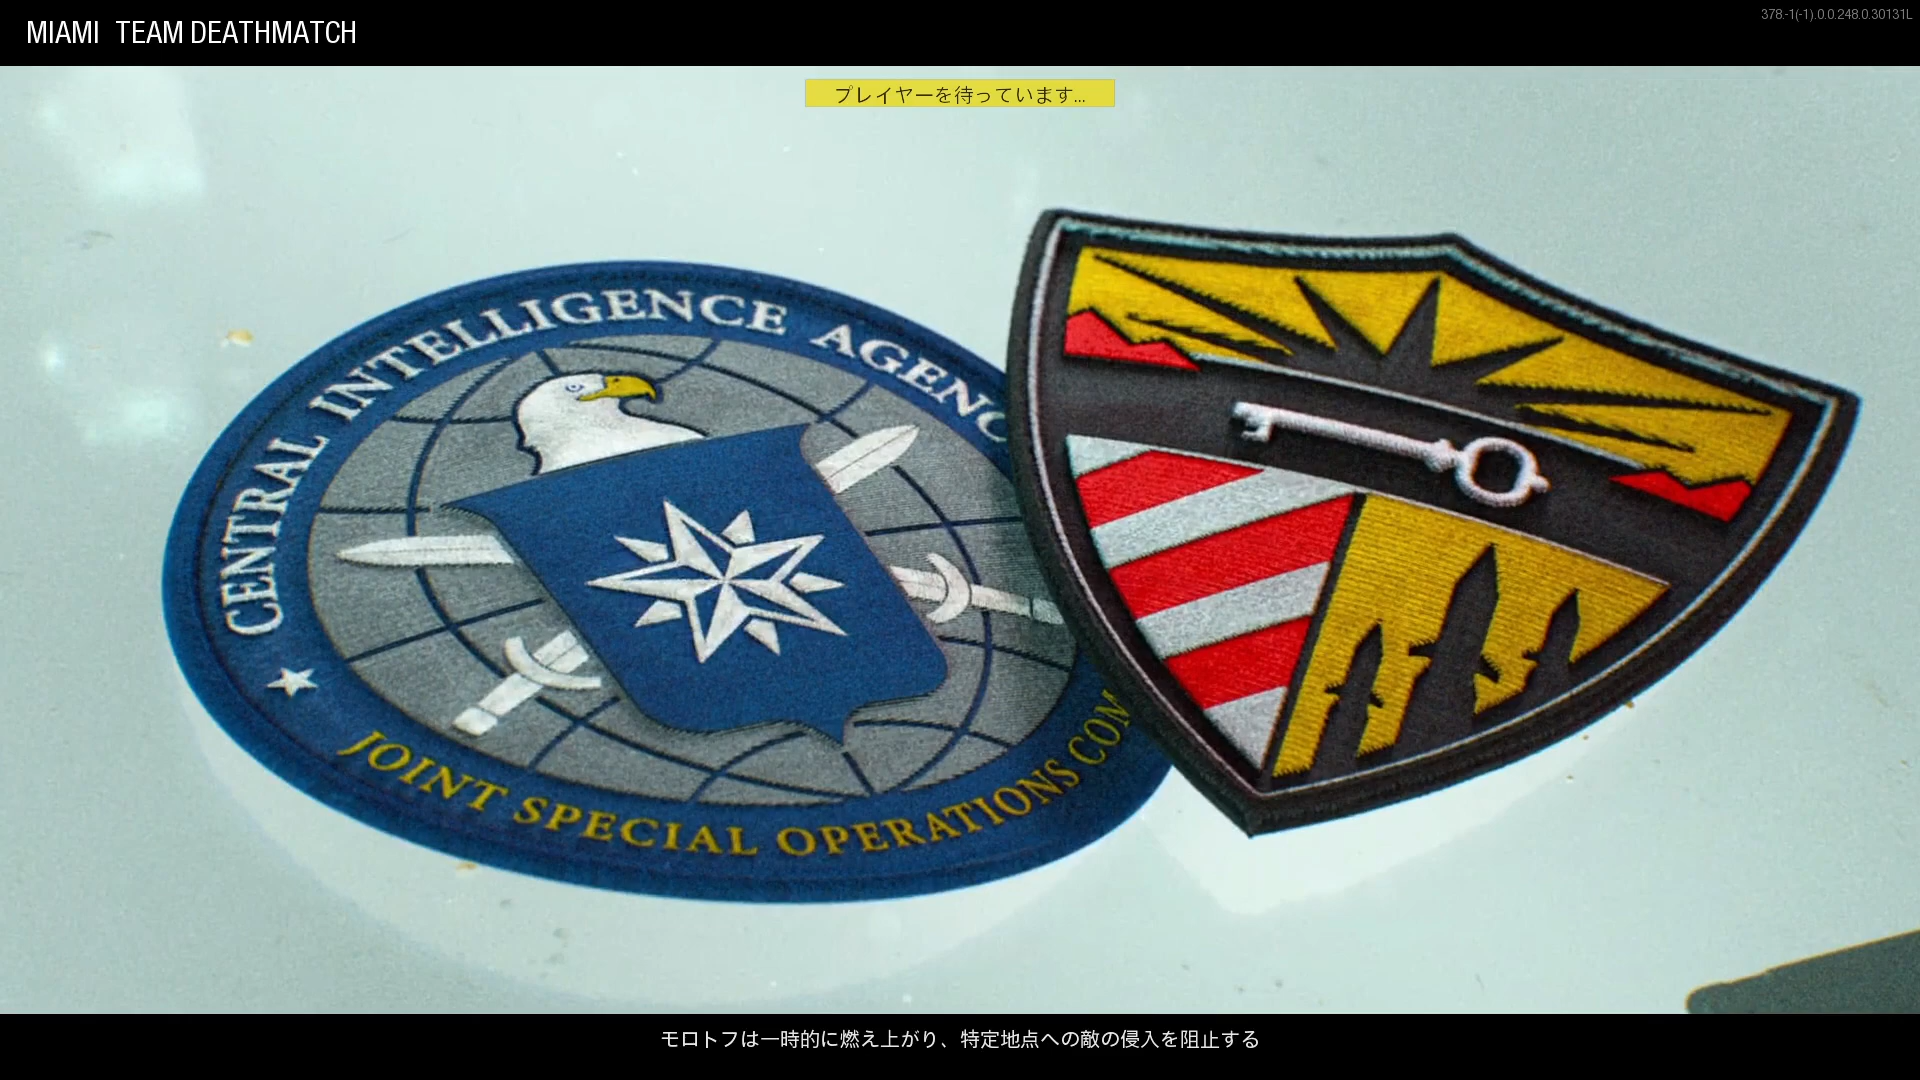 MIAMI TEAM DEATHMATCH
378.-1(-1).0.0.248.0.30131L
プレイヤーを待っています...
CENTRAL INTELLIGENCE AGENC
JOINT SPECIAL OPERATIONS COM
モロトフは一時的に燃え上がり、特定地点への敵の侵入を阻止する